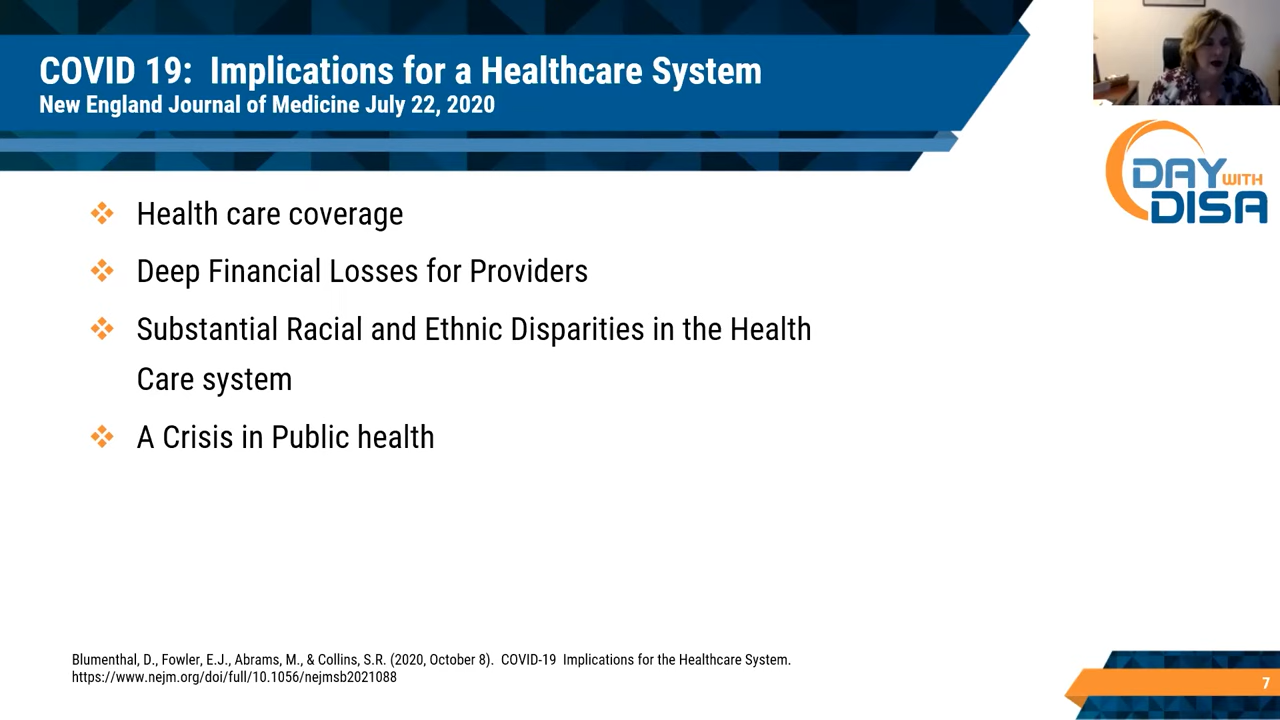 COVID 19: Implications for a Healthcare System
New England Journal of Medicine July 22, 2020
DAY WITH
DISA
Health care coverage
Deep Financial Losses for Providers
Substantial Racial and Ethnic Disparities in the Health
Care system
A Crisis in Public health
Blumenthal, D., Fowler, E.J., Abrams, M., & Collins, S.R. (2020, October 8). COVID-19 Implications for the Healthcare System.
https://www.nejm.org/doi/full/10.1056/nejmsb2021088
7